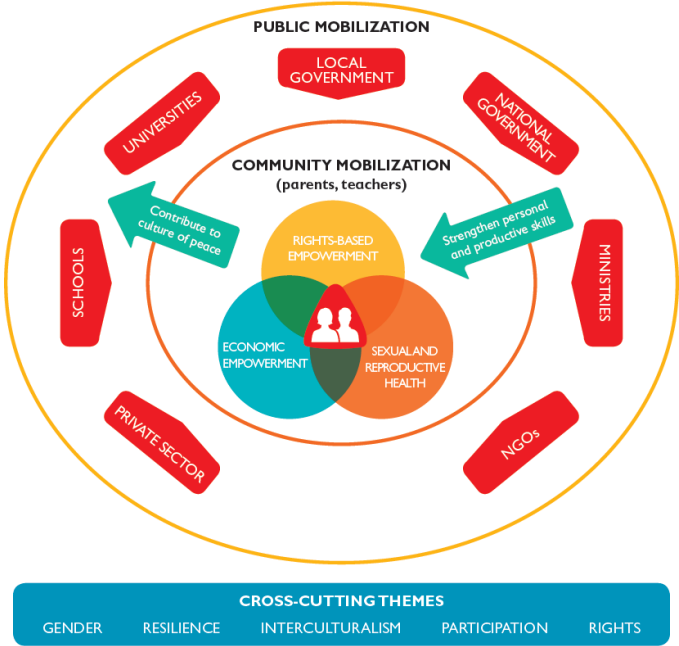 PUBLIC MOBILIZATION
LOCAL
GOVERNMENT
UNIVERSITIES
NATIONAL
GOVERNMENT
COMMUNITY MOBILIZATION
(parents, teachers)
Contribute to
culture of peace
Strengthen personal
and productive skills
RIGHTS-BASED
EMPOWERMENT
SCHOOLS
MINISTRIES
ECONOMIC
EMPOWERMENT
SEXUALAND
REPRODUCTIVE
HEALTH
PRIVATE SECTOR
NGOs
CROSS-CUTTING THEMES
GENDER RESILIENCE INTERCULTURALISM PARTICIPATION RIGHTS